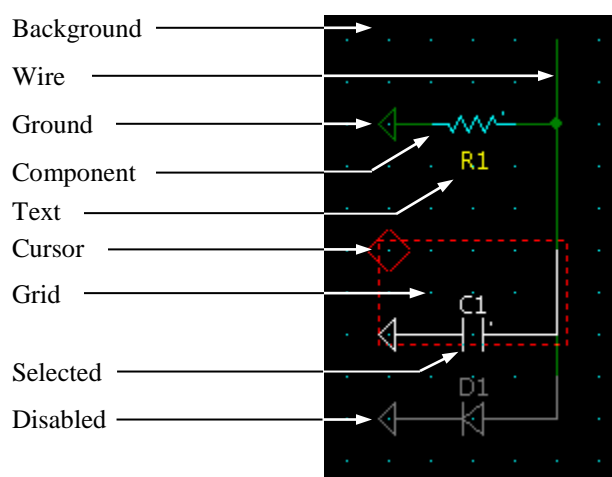 Background
Wire
Ground
Component
R1
Text
Cursor
Grid
C1
Selected
D1
Disabled